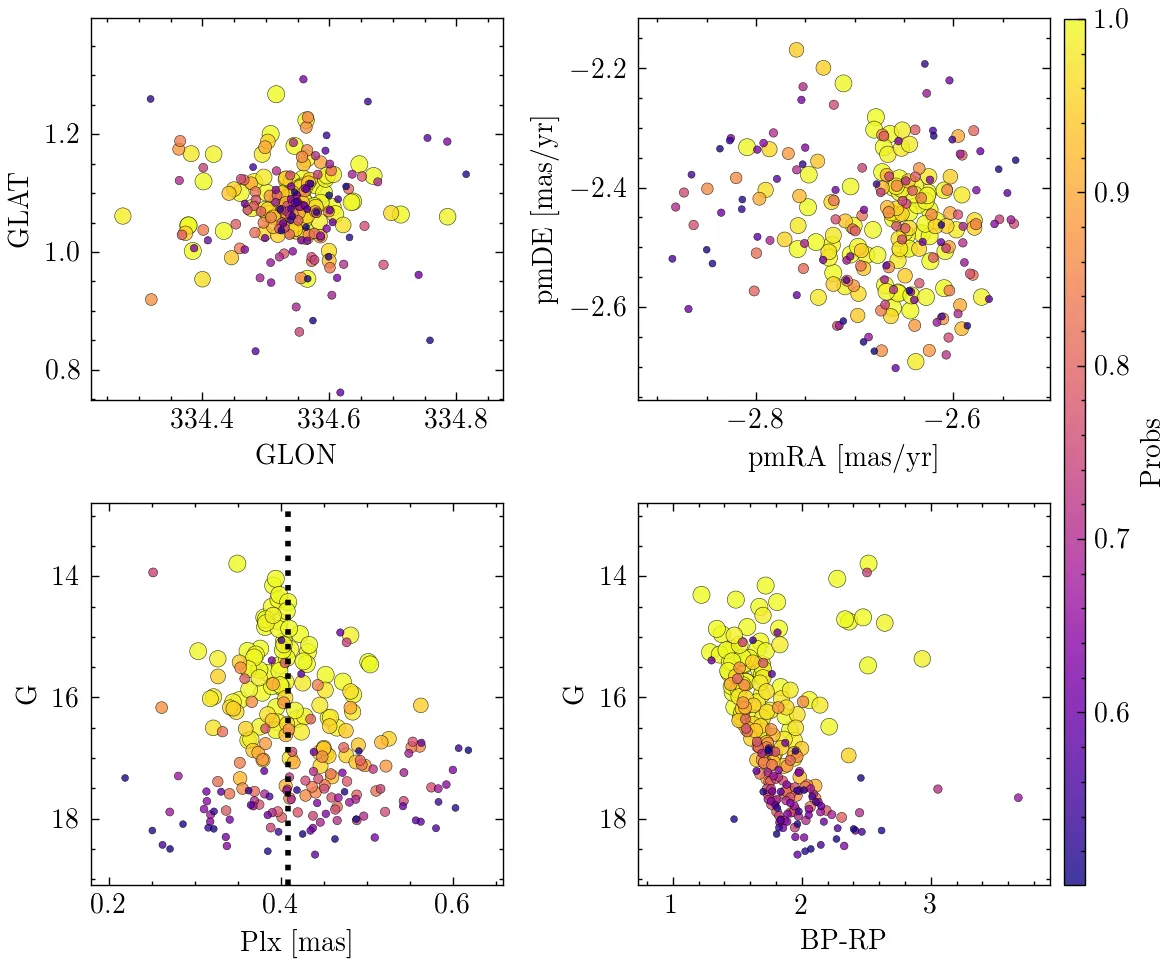 1.2
1.0
0.8
GLAT
334.4 334.6 334.8
GLON
−2.2
−2.4
−2.6
pmDE [mas/yr]
−2.8 −2.6
pmRA [mas/yr]
14
16
18
G
0.2 0.4 0.6
Plx [mas]
14
16
18
G
1 2 3
BP-RP
1.0
0.9
0.8
0.7
0.6
Probs